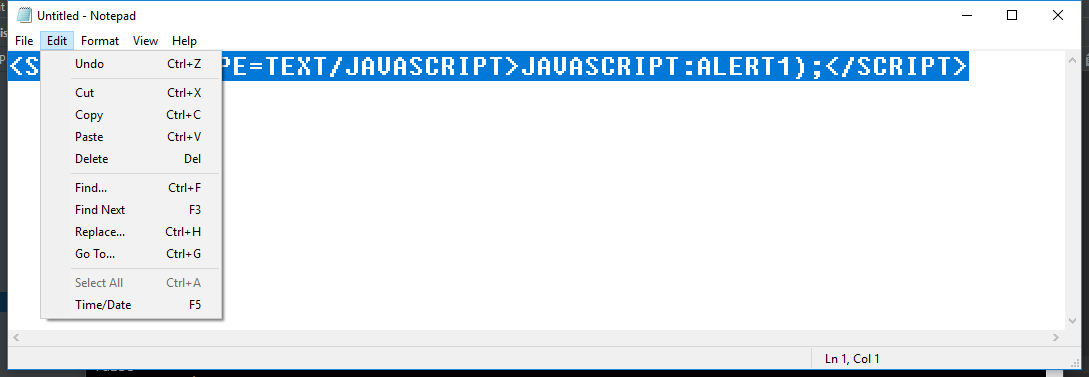 Untitled - Notepad
File Edit Format View Help
<S PE=TEXT/JAVASCRIPT>JAVASCRIPT:ALERT1);</SCRIPT>
Undo Ctrl+Z
Cut Ctrl+X
Copy Ctrl+C
Paste Ctrl+V
Delete Del
Find... Ctrl+F
Find Next F3
Replace... Ctrl+H
Go To... Ctrl+G
Select All Ctrl+A
Time/Date F5
Ln 1, Col 1